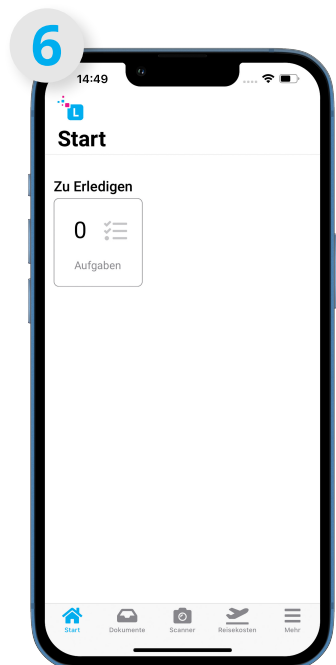 6
14:49
L
Start
Zu Erledigen
0
Aufgaben
Start Dokumente Scanner Reisekosten Mehr